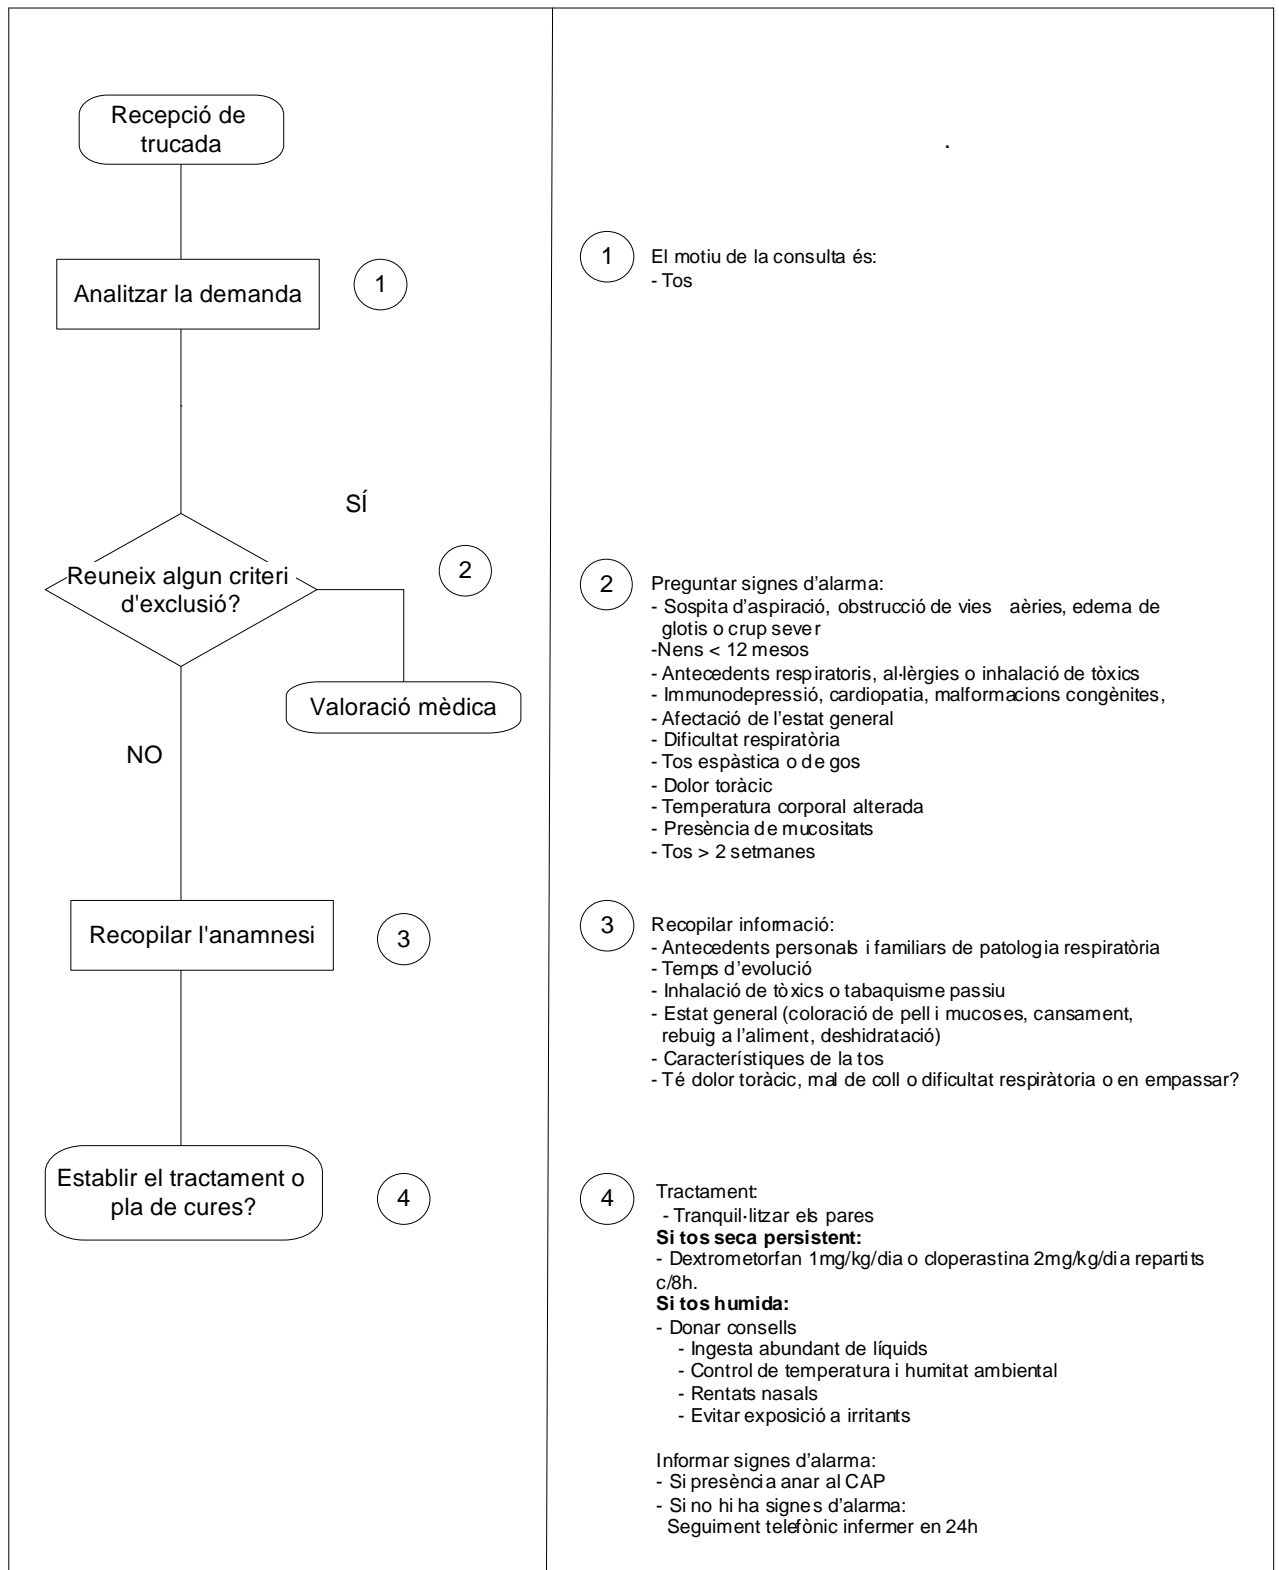 Recepció de
trucada
Analitzar la demanda
1
SÍ
Reuneix algun criteri
d'exclusió?
2
Valoració mèdica
NO
Recopilar l'anamnesi
3
Establir el tractament o
pla de cures?
4
.
1
El motiu de la consulta és:
- Tos
2
Preguntar signes d’alarma:
- Sospita d’aspiració, obstrucció de vies aèries, edema de
glotis o crup sever
-Nens < 12 mesos
- Antecedents respiratoris, al·lèrgies o inhalació de tòxics
- Immunodepressió, cardiopatia, malformacions congènites,
- Afectació de l’estat general
- Dificultat respiratòria
- Tos espàstica o de gos
- Dolor toràcic
- Temperatura corporal alterada
- Presència de mucositats
- Tos > 2 setmanes
3
Recopilar informació:
- Antecedents personals i familiars de patologia respiratòria
- Temps d’evolució
- Inhalació de tòxics o tabaquisme passiu
- Estat general (coloració de pell i mucoses, cansament,
rebuig a l’aliment, deshidratació)
- Característiques de la tos
- Té dolor toràcic, mal de coll o dificultat respiràtoria o en empassar?
4
Tractament:
- Tranquil·litzar els pares
Si tos seca persistent:
- Dextrometorfan 1mg/kg/dia o cloperastina 2mg/kg/dia repartits
c/8h.
Si tos humida:
- Donar consells
- Ingesta abundant de líquids
- Control de temperatura i humitat ambiental
- Rentats nasals
- Evitar exposició a irritants
Informar signes d’alarma:
- Si presència anar al CAP
- Si no hi ha signes d’alarma:
Seguiment telefònic infermer en 24h